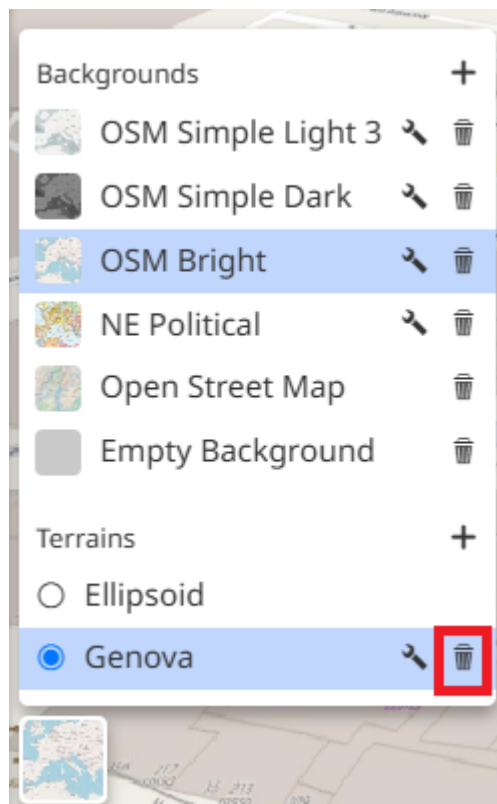 Backgrounds
OSM Simple Light 3
OSM Simple Dark
OSM Bright
NE Political
Open Street Map
Empty Background
Terrains
Ellipsoid
Genova